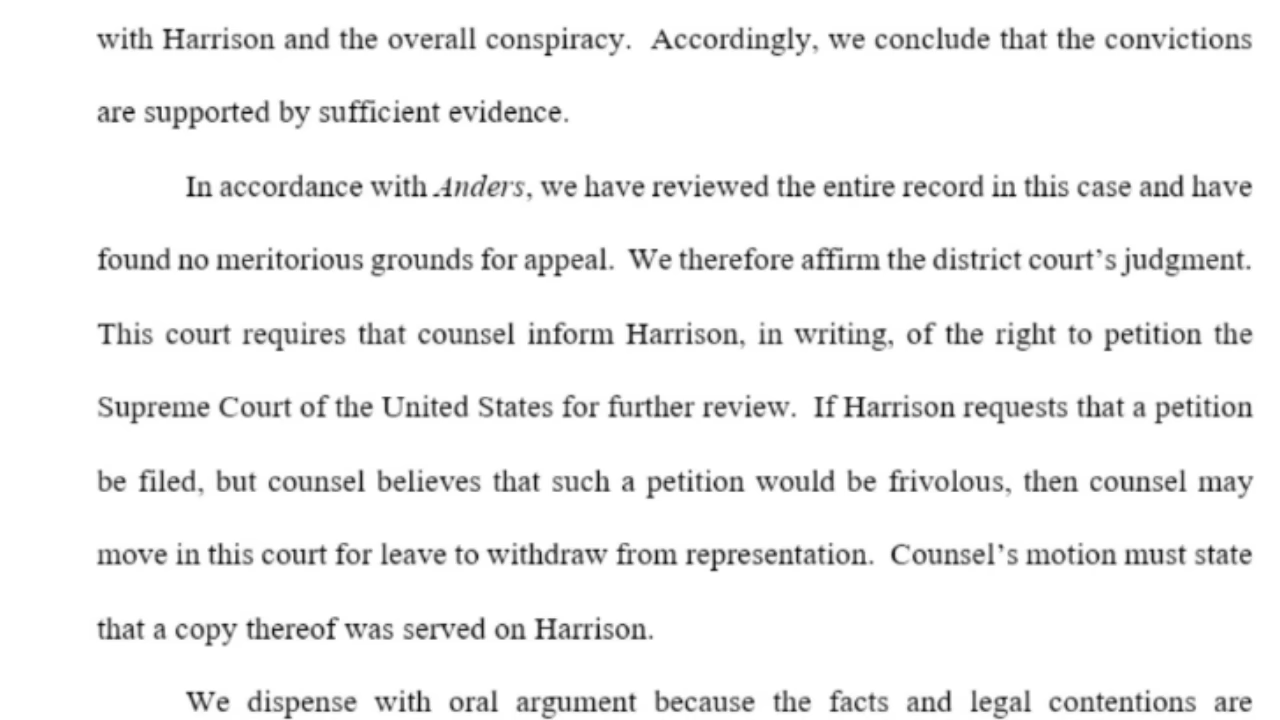 with Harrison and the overall conspiracy.  Accordingly, we conclude that the convictions
are supported by sufficient evidence.
In accordance with Anders, we have reviewed the entire record in this case and have
found no meritorious grounds for appeal.  We therefore affirm the district court’s judgment.
This court requires that counsel inform Harrison, in writing, of the right to petition the
Supreme Court of the United States for further review.  If Harrison requests that a petition
be filed, but counsel believes that such a petition would be frivolous, then counsel may
move in this court for leave to withdraw from representation.  Counsel’s motion must state
that a copy thereof was served on Harrison.
We dispense with oral argument because the facts and legal contentions are